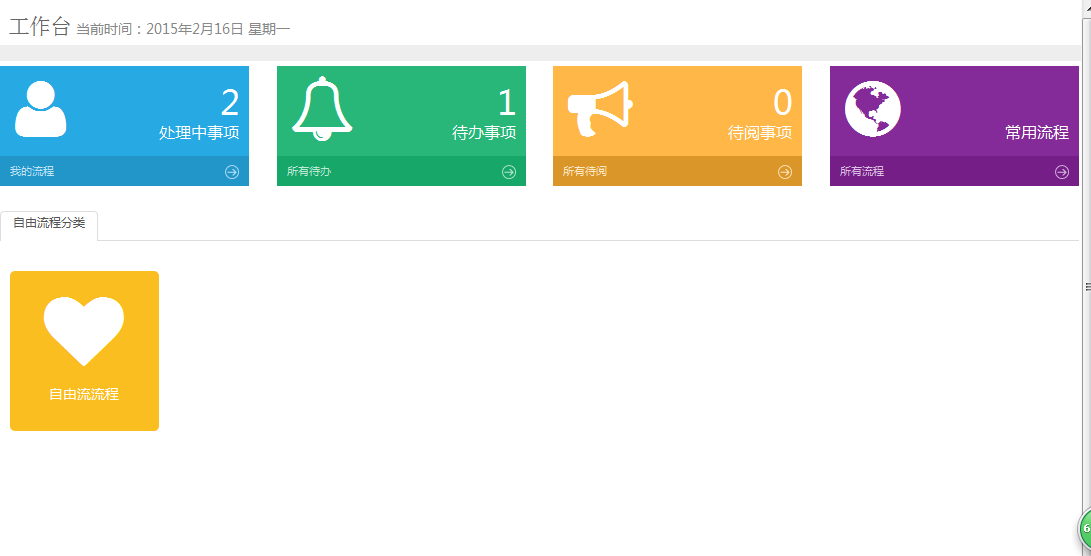 工作台 当前时间：2015年2月16日 星期一
2
处理中事项
我的流程
1
待办事项
所有待办
0
待阅事项
所有待阅
常用流程
所有流程
自由流程分类
自由流流程